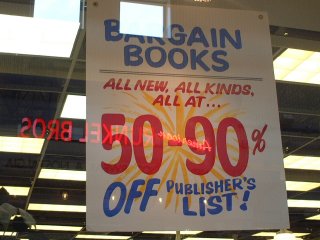 BARGAIN
BOOKS
ALL NEW, ALL KINDS,
ALL AT...
50 90%
OFF PUBLISHER'S
LIST!